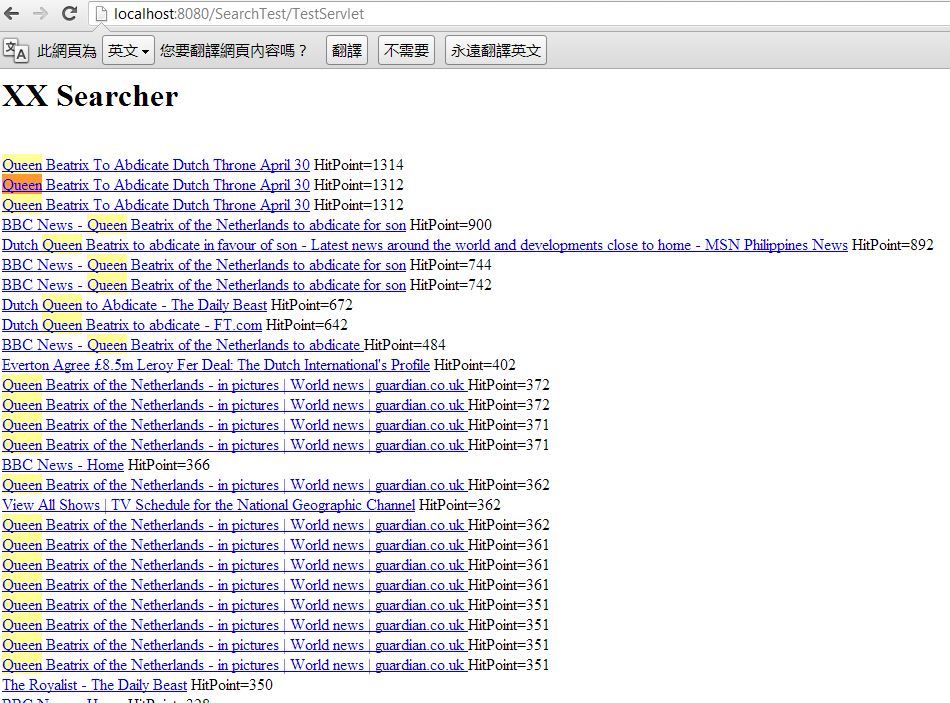 localhost:8080/SearchTest/TestServlet
此網頁為 英文 您要翻譯網頁內容嗎？ 翻譯 不需要 永遠翻譯英文
XX Searcher
Queen Beatrix To Abdicate Dutch Throne April 30 HitPoint=1314
Queen Beatrix To Abdicate Dutch Throne April 30 HitPoint=1312
Queen Beatrix To Abdicate Dutch Throne April 30 HitPoint=1312
BBC News - Queen Beatrix of the Netherlands to abdicate for son HitPoint=900
Dutch Queen Beatrix to abdicate in favour of son - Latest news around the world and developments close to home - MSN Philippines News HitPoint=892
BBC News - Queen Beatrix of the Netherlands to abdicate for son HitPoint=744
BBC News - Queen Beatrix of the Netherlands to abdicate for son HitPoint=742
Dutch Queen to Abdicate - The Daily Beast HitPoint=672
Dutch Queen Beatrix to abdicate - FT.com HitPoint=642
BBC News - Queen Beatrix of the Netherlands to abdicate HitPoint=484
Everton Agree £8.5m Leroy Fer Deal: The Dutch International's Profile HitPoint=402
Queen Beatrix of the Netherlands - in pictures | World news | guardian.co.uk HitPoint=372
Queen Beatrix of the Netherlands - in pictures | World news | guardian.co.uk HitPoint=372
Queen Beatrix of the Netherlands - in pictures | World news | guardian.co.uk HitPoint=371
Queen Beatrix of the Netherlands - in pictures | World news | guardian.co.uk HitPoint=371
BBC News - Home HitPoint=366
Queen Beatrix of the Netherlands - in pictures | World news | guardian.co.uk HitPoint=362
View All Shows | TV Schedule for the National Geographic Channel HitPoint=362
Queen Beatrix of the Netherlands - in pictures | World news | guardian.co.uk HitPoint=362
Queen Beatrix of the Netherlands - in pictures | World news | guardian.co.uk HitPoint=361
Queen Beatrix of the Netherlands - in pictures | World news | guardian.co.uk HitPoint=361
Queen Beatrix of the Netherlands - in pictures | World news | guardian.co.uk HitPoint=361
Queen Beatrix of the Netherlands - in pictures | World news | guardian.co.uk HitPoint=351
Queen Beatrix of the Netherlands - in pictures | World news | guardian.co.uk HitPoint=351
Queen Beatrix of the Netherlands - in pictures | World news | guardian.co.uk HitPoint=351
Queen Beatrix of the Netherlands - in pictures | World news | guardian.co.uk HitPoint=351
The Royalist - The Daily Beast HitPoint=350
BBC News - Home HitPoint=328